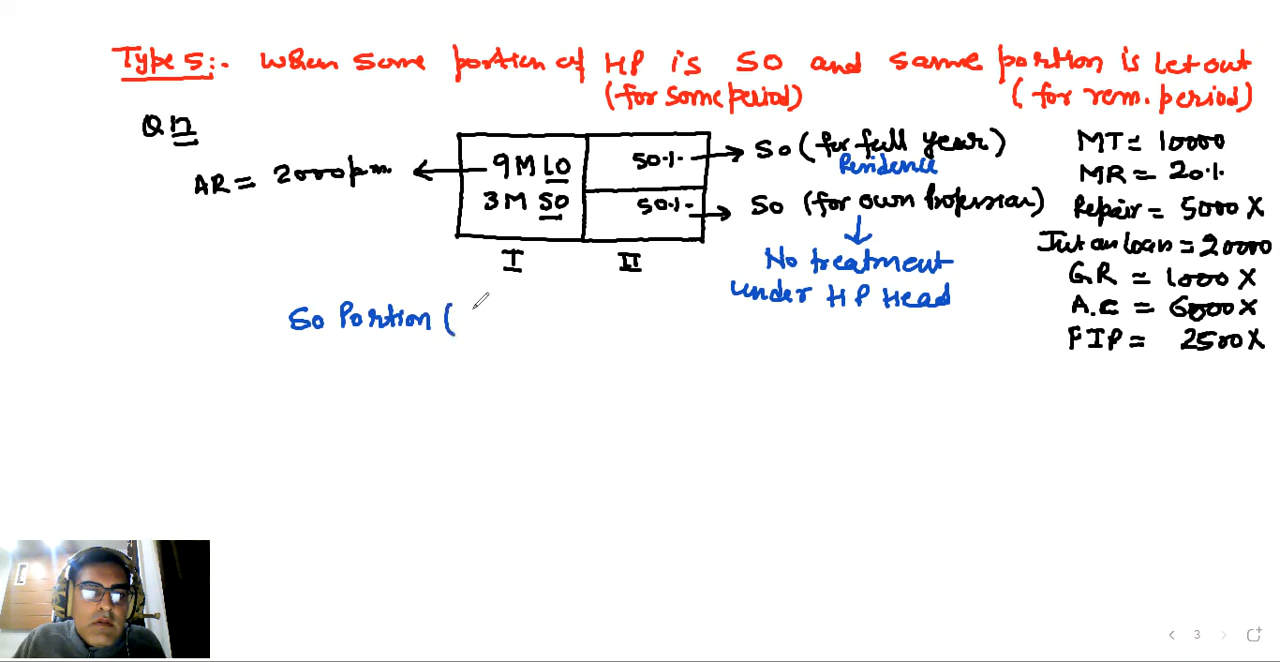 Type 5:- When some portion of HP is SO and same portion is let out
(for some period) (for rem. period)
Q 12
AR = 2000 p.m.
9M LO
3M SO
I
50%
50%
II
SO (for full year)
Residence
SO (for own profession)
No treatment
under HP Head
MT = 10000
MR = 20%
Repair = 5000 X
Int on loan = 20000
G.R = 1000 X
A.C = 6000 X
FIP = 2500 X
So Portion (
3